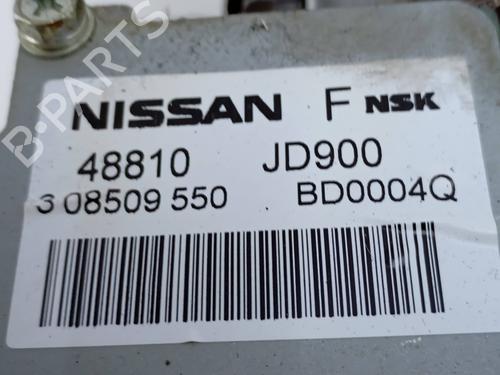 B-PARTS
NISSAN F NSK
48810 JD900
3 08509 550 BD0004Q